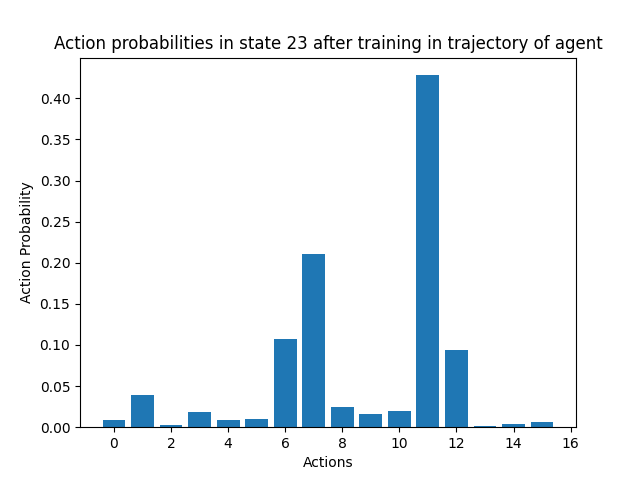 Action probabilities in state 23 after training in trajectory of agent
0.40
0.35
0.30
0.25
0.20
0.15
0.10
0.05
0.00
Action Probability
0 2 4 6 8 10 12 14 16
Actions